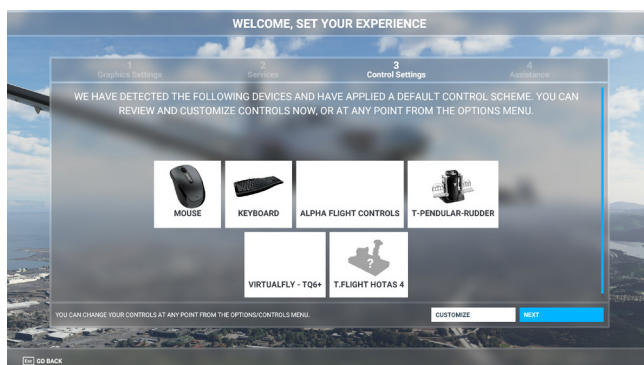 WELCOME, SET YOUR EXPERIENCE
1
Graphics Settings
2
Services
3
Control Settings
4
Assistance
WE HAVE DETECTED THE FOLLOWING DEVICES AND HAVE APPLIED A DEFAULT CONTROL SCHEME. YOU CAN
REVIEW AND CUSTOMIZE CONTROLS NOW, OR AT ANY POINT FROM THE OPTIONS MENU.
MOUSE
KEYBOARD
ALPHA FLIGHT CONTROLS
T-PENDULAR-RUDDER
?
VIRTUALFLY - TQ6+
T.FLIGHT HOTAS 4
YOU CAN CHANGE YOUR CONTROLS AT ANY POINT FROM THE OPTIONS/CONTROLS MENU.
CUSTOMIZE
NEXT
Esc GO BACK